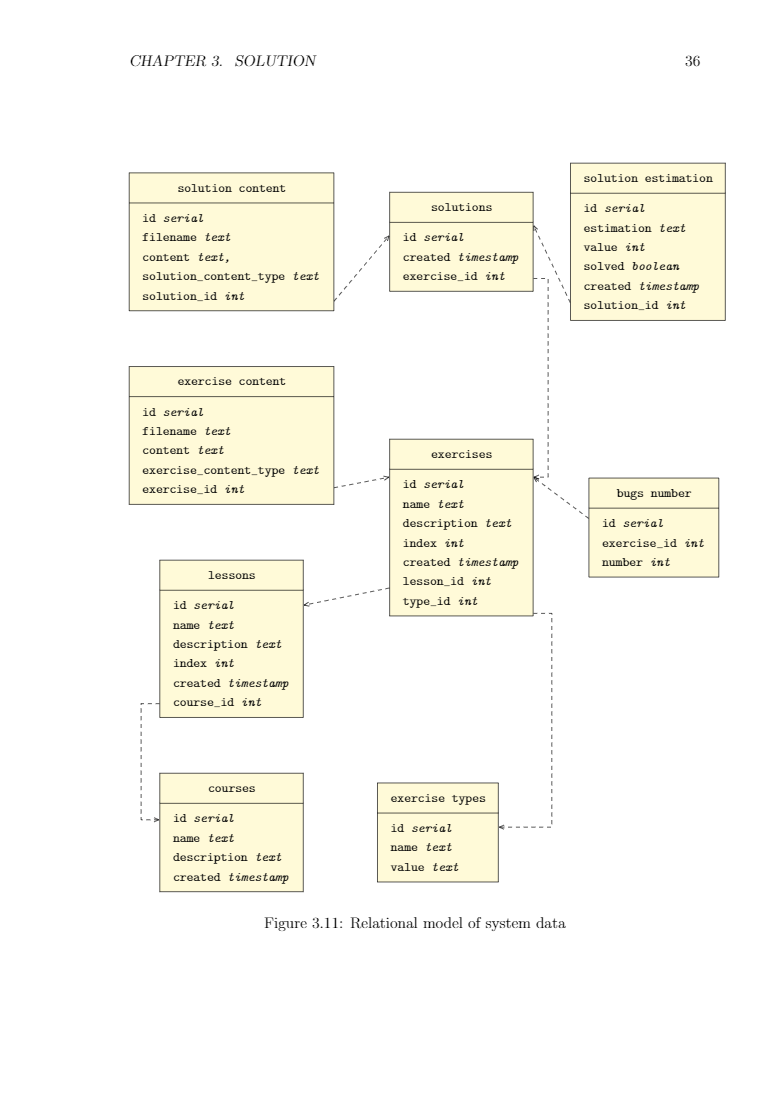 CHAPTER 3. SOLUTION 36
solution content
id serial
filename text
content text,
solution_content_type text
solution_id int
solutions
id serial
created timestamp
exercise_id int
solution estimation
id serial
estimation text
value int
solved boolean
created timestamp
solution_id int
exercise content
id serial
filename text
content text
exercise_content_type text
exercise_id int
exercises
id serial
name text
description text
index int
created timestamp
lesson_id int
type_id int
bugs number
id serial
exercise_id int
number int
lessons
id serial
name text
description text
index int
created timestamp
course_id int
courses
id serial
name text
description text
created timestamp
exercise types
id serial
name text
value text
Figure 3.11: Relational model of system data